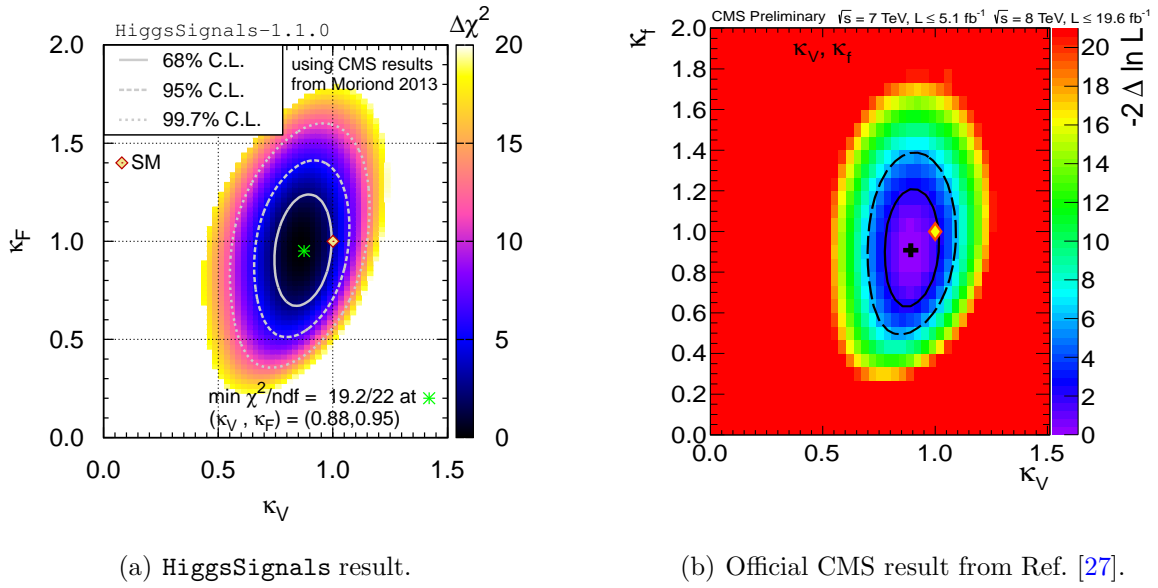 HiggsSignals-1.1.0
Δχ²
68% C.L.
95% C.L.
99.7% C.L.
using CMS results
from Moriond 2013
SM
κF
2.0
1.5
1.0
0.5
0.0
0.0 0.5 1.0 1.5
κV
min χ²/ndf = 19.2/22 at
(κV , κF) = (0.88,0.95)
20
15
10
5
0
(a) HiggsSignals result.
CMS Preliminary √s = 7 TeV, L ≤ 5.1 fb⁻¹ √s = 8 TeV, L ≤ 19.6 fb⁻¹
κV, κf
κf
2.0
1.8
1.6
1.4
1.2
1.0
0.8
0.6
0.4
0.2
0.0
0.0 0.5 1.0 1.5
κV
20
18
16
14
12
10
8
6
4
2
0
-2 Δ ln L
(b) Official CMS result from Ref. [27].